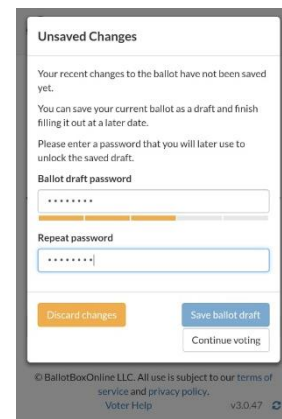 Unsaved Changes
Your recent changes to the ballot have not been saved
yet.
You can save your current ballot as a draft and finish
filling it out at a later date.
Please enter a password that you will later use to
unlock the saved draft.
Ballot draft password
••••••••
Repeat password
••••••••
Discard changes
Save ballot draft
Continue voting
© BallotBoxOnline LLC. All use is subject to our terms of
service and privacy policy.
Voter Help
v3.0.47